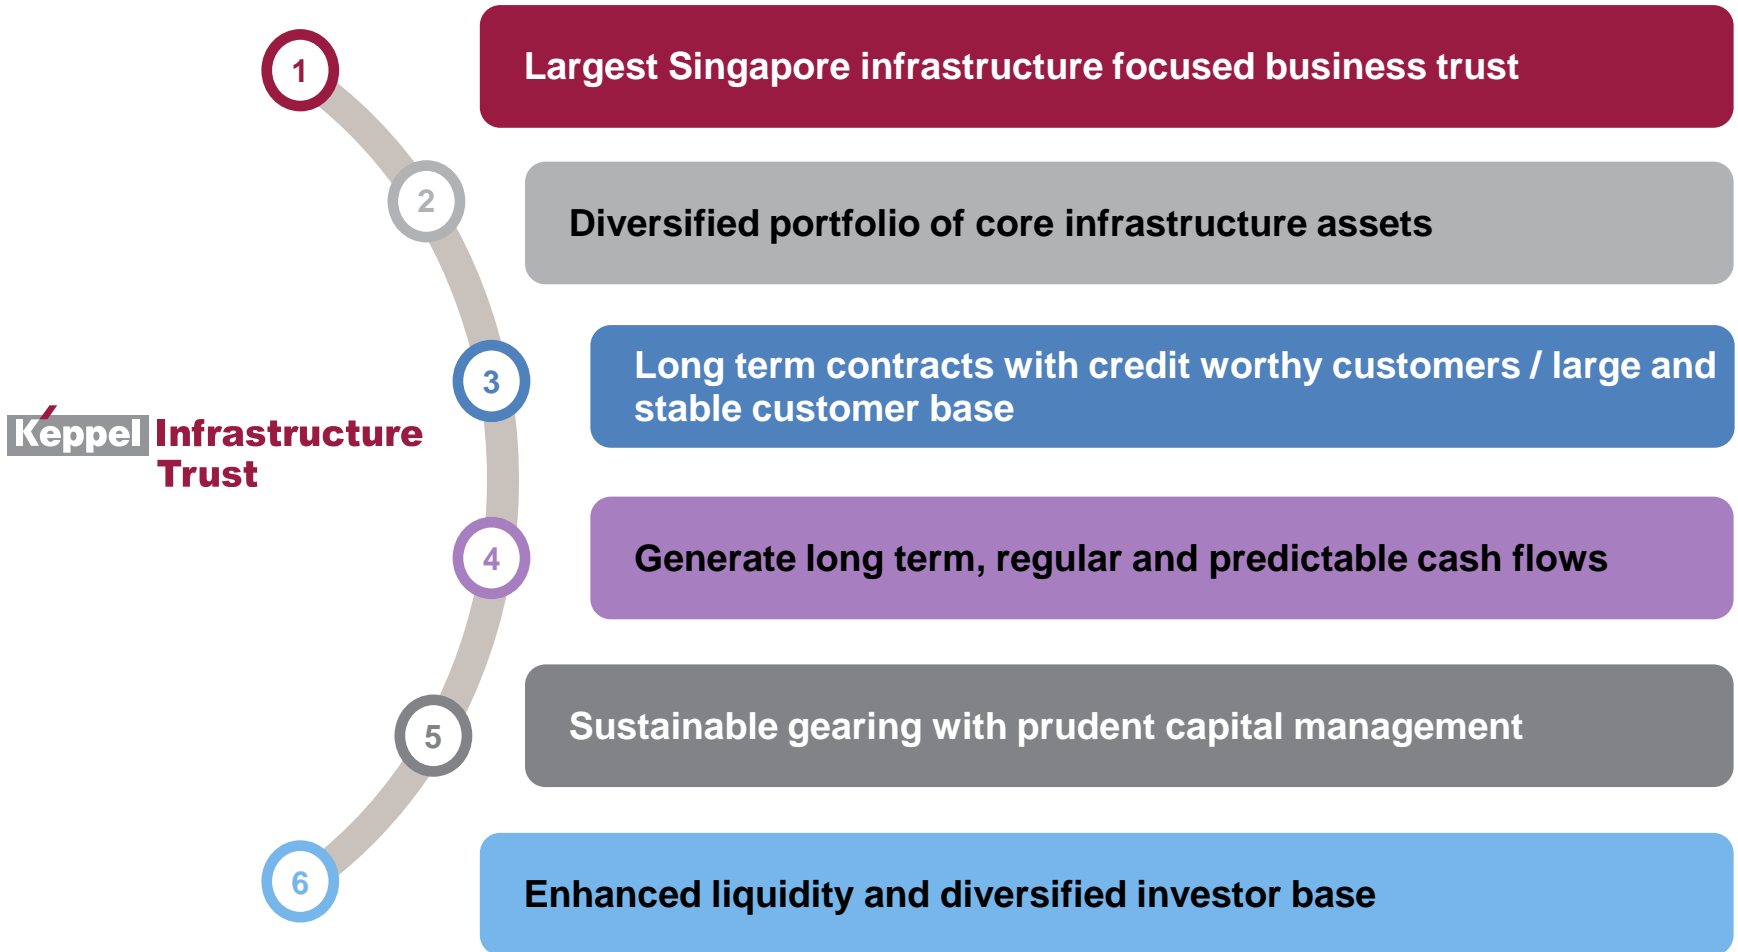 1
Largest Singapore infrastructure focused business trust
2
Diversified portfolio of core infrastructure assets
3
Long term contracts with credit worthy customers / large and
stable customer base
Keppel Infrastructure
Trust
4
Generate long term, regular and predictable cash flows
5
Sustainable gearing with prudent capital management
6
Enhanced liquidity and diversified investor base